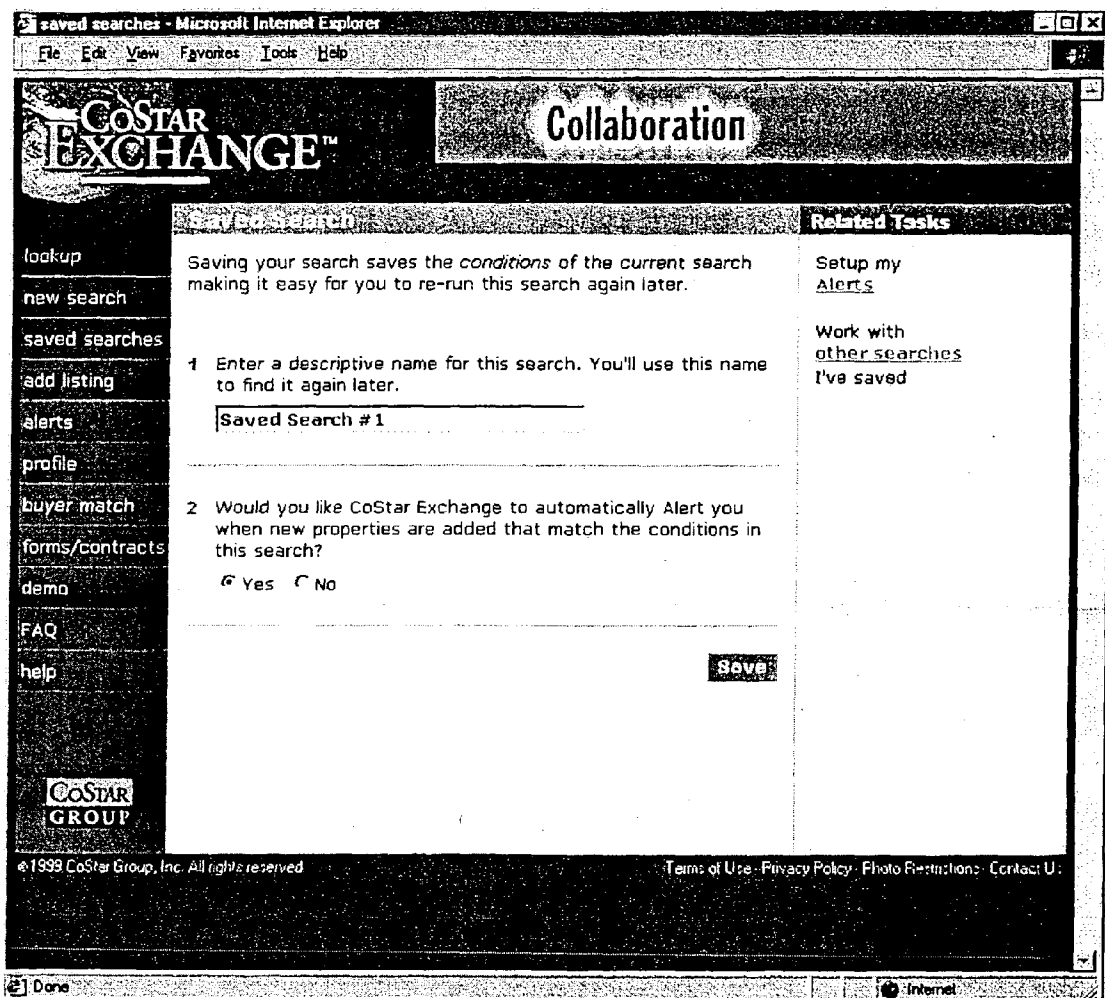 saved searches - Microsoft Internet Explorer
File Edit View Favorites Tools Help
COSTAR
EXCHANGE™
Collaboration
Saved Search
Related Tasks
lookup
new search
saved searches
add listing
alerts
profile
buyer match
forms/contracts
demo
FAQ
help
Saving your search saves the conditions of the current search
making it easy for you to re-run this search again later.
1 Enter a descriptive name for this search. You'll use this name
to find it again later.
Saved Search #1
2 Would you like CoStar Exchange to automatically Alert you
when new properties are added that match the conditions in
this search?
Yes No
Save
Setup my
Alerts
Work with
other searches
I've saved
COSTAR
GROUP
©1999 CoStar Group, Inc. All rights reserved
Terms of Use · Privacy Policy · Photo Restrictions · Contact Us
Done
Internet